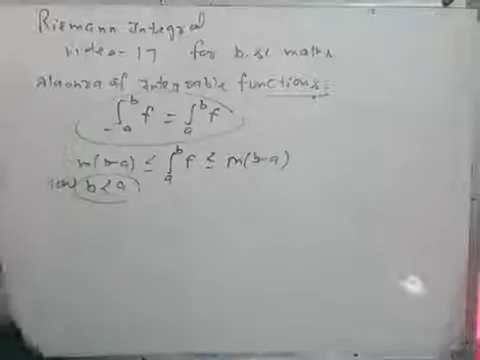 Riemann Integral
video-17 for b.sc maths
Algebra of Integrable functions:
∫_a^b f = ∫_a^b f
m(b-a) ≤ ∫_a^b f ≤ M(b-a)
b < a